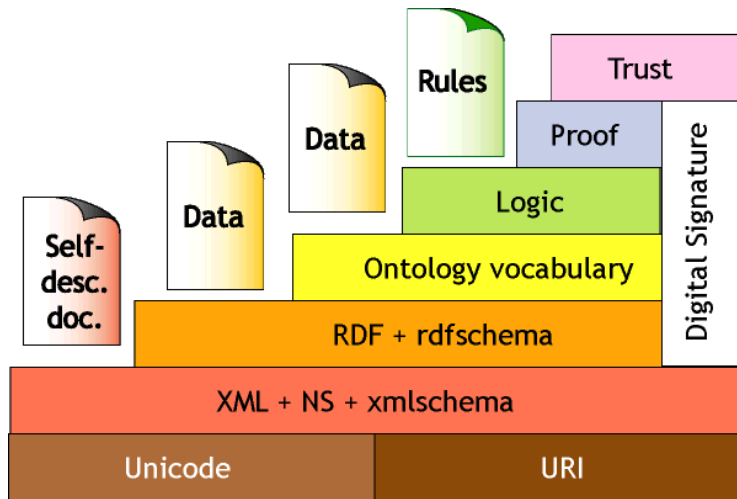 Rules
Trust
Data
Proof
Data
Logic
Self-
desc.
doc.
Ontology vocabulary
Digital Signature
RDF + rdfschema
XML + NS + xmlschema
Unicode
URI